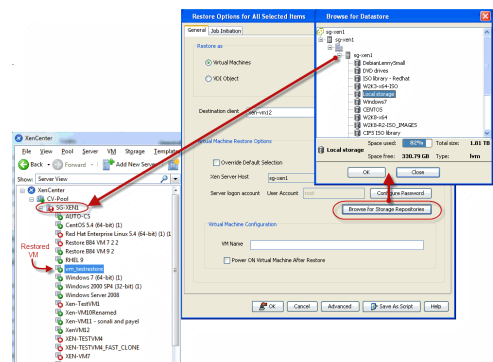 Restore Options for All Selected Items
General
Job Initiation
Restore as
Virtual Machines
VDI Object
Destination client
xen-vm12
Virtual Machine Restore Options
Override Default Selection
Xen Server Host
sg-xen1
Server logon account
User Account
root
Configure Password
Browse for Storage Repositories
Virtual Machine Configuration
VM Name
Power ON Virtual Machine After Restore
OK
Cancel
Advanced
Save As Script
Help
Browse for Datastore
sg-xen1
sg-xen1
sg-xen1
DebianLennySmall
DVD drives
ISO library - Redhat
W2K3-x64-ISO
Local storage
Windows7
CENTOS
W2K8-x64
W2K8-R2-ISO_IMAGES
CIFS ISO library
Local storage
Space used:
82%
Total size:
1.81 TB
Space free:
330.79 GB
Type:
lvm
OK
Close
XenCenter
File View Pool Server VM Storage Templates
Back
Forward
Add New Server
Show:
Server View
XenCenter
CV-Pool
SG-XEN1
AUTO-CS
CentOS 5.4 (64-bit) (1)
Red Hat Enterprise Linux 5.4 (64-bit) (1) (1
Restore BB4 VM 7 2 2
Restore BB4 VM 9 2
RHEL 9
vm_testrestore
Windows 7 (64-bit) (1)
Windows 2000 SP4 (32-bit) (1)
Windows Server 2008
Xen-TestVM1
Xen-VM10Renamed
Xen-VM11 - sonali and payel
XenVM12
XEN-TESTVM4
XEN-TESTVM4_FAST_CLONE
XEN-VM7
Restored
VM